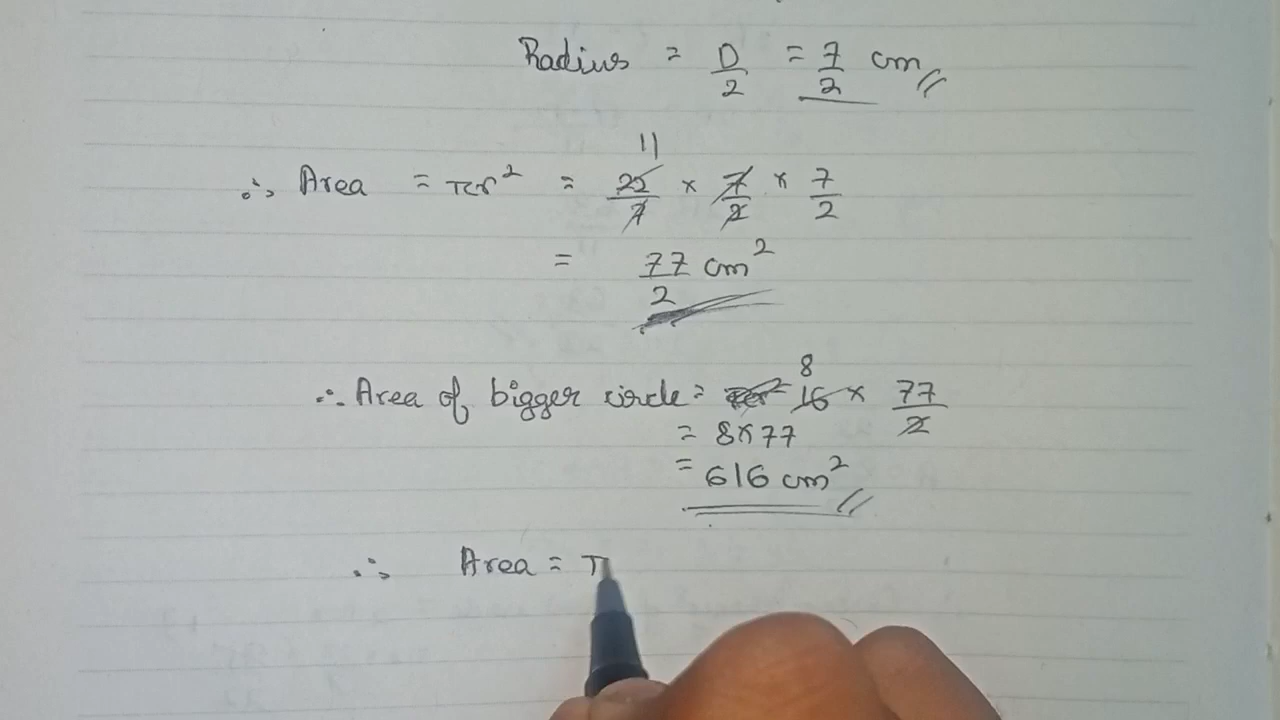 Radius = D/2 = 7/2 cm
∴ Area = πr² = 22/7 × 7/2 × 7/2
11
= 77/2 cm²
8
∴ Area of bigger circle = 16 × 77/2
= 8×77
= 616 cm²
∴ Area = π